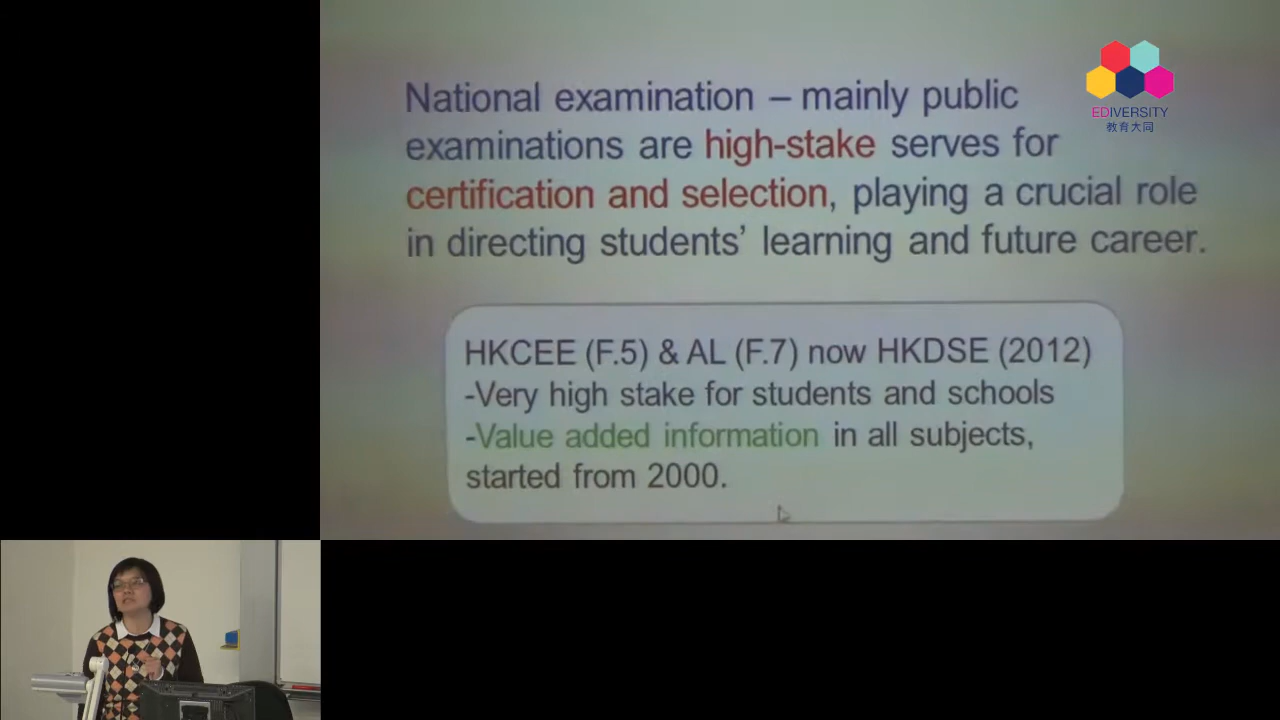 National examination – mainly public
examinations are high-stake serves for
certification and selection, playing a crucial role
in directing students’ learning and future career.
HKCEE (F.5) & AL (F.7) now HKDSE (2012)
-Very high stake for students and schools
-Value added information in all subjects,
started from 2000.
EDIVERSITY
教育大同